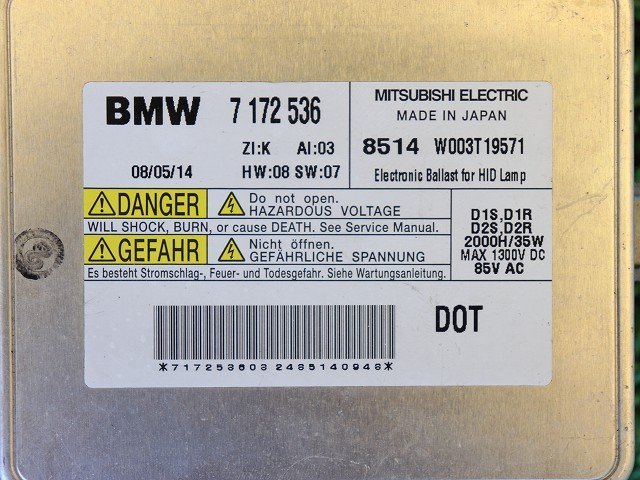 BMW 7 172 536
ZI:K AI:03
08/05/14 HW:08 SW:07
MITSUBISHI ELECTRIC
MADE IN JAPAN
8514 W003T19571
Electronic Ballast for HID Lamp
DANGER Do not open.
HAZARDOUS VOLTAGE
WILL SHOCK, BURN, or cause DEATH. See Service Manual.
GEFAHR Nicht öffnen.
GEFÄHRLICHE SPANNUNG
Es besteht Stromschlag-, Feuer- und Todesgefahr. Siehe Wartungsanleitung.
D1S,D1R
D2S,D2R
2000H/35W
MAX 1300V DC
85V AC
DOT
*717253603 2485140948*